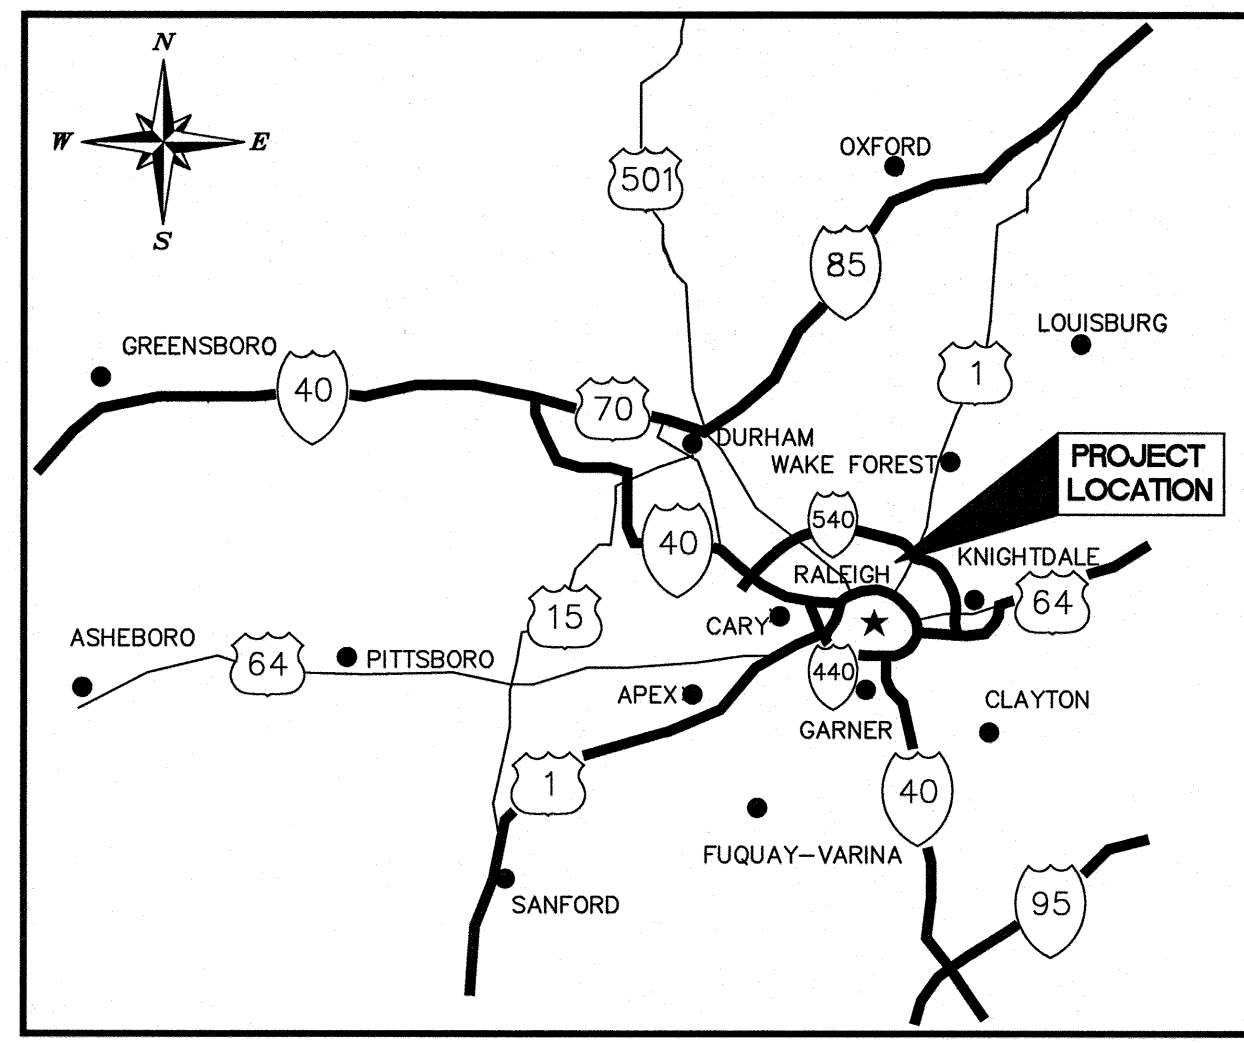 N
W E
S
501
OXFORD
85
LOUISBURG
GREENSBORO
1
40
70
DURHAM
WAKE FOREST
PROJECT
LOCATION
540
40
KNIGHTDALE
RALEIGH
64
15
CARY
ASHEBORO
64
PITTSBORO
440
APEX
CLAYTON
GARNER
1
40
FUQUAY-VARINA
SANFORD
95